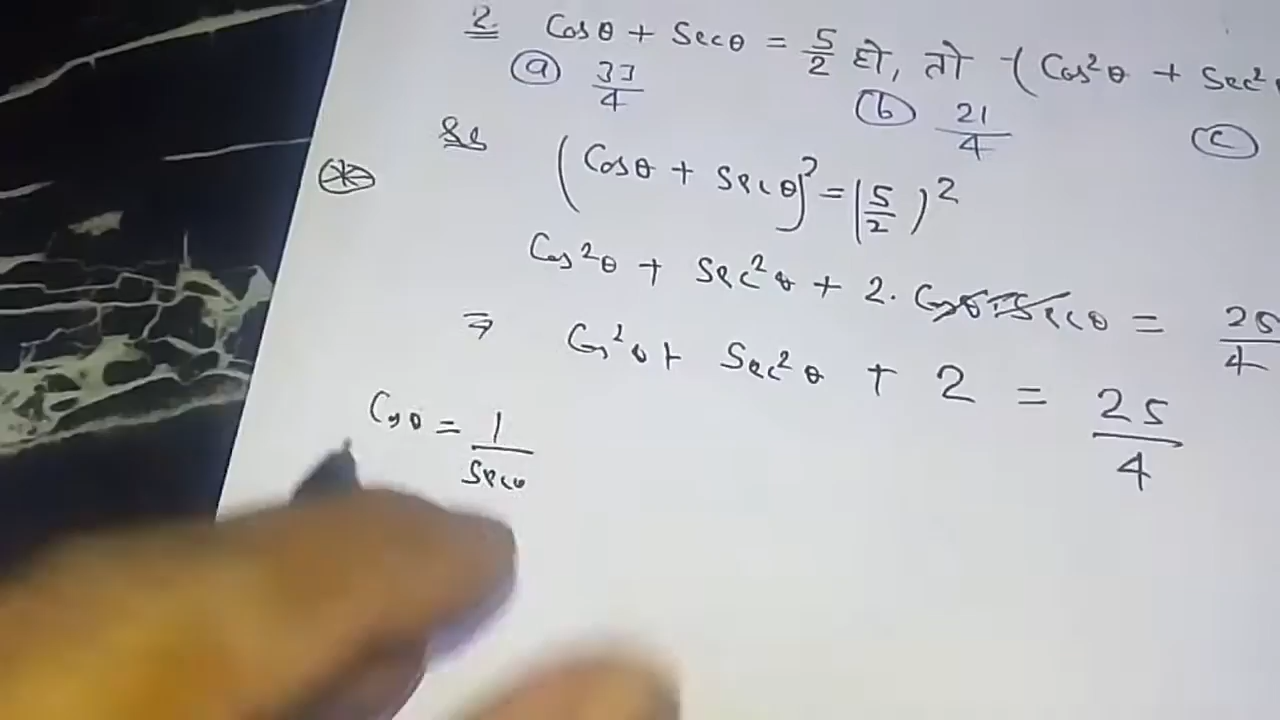 2. Cosθ + Secθ = 5/2 हो, तो (Cos²θ + Sec²
(a) 33/4 (b) 21/4 (c)
(Cosθ + Secθ)² = (5/2)²
Cos²θ + Sec²θ + 2. Cosθ.Secθ = 25/4
⇒ Cos²θ + Sec²θ + 2 = 25/4
Cosθ = 1/Secθ